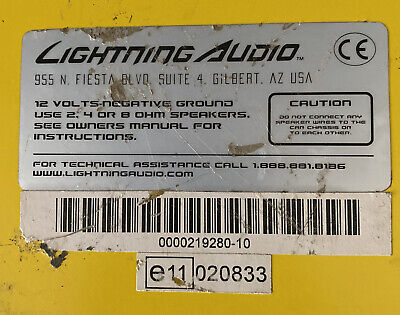 LIGHTNING AUDIO™
CE
955 N. FIESTA BLVD. SUITE 4. GILBERT, AZ USA
12 VOLTS-NEGATIVE GROUND
USE 2, 4 OR 8 OHM SPEAKERS.
SEE OWNERS MANUAL FOR
INSTRUCTIONS.
CAUTION
DO NOT CONNECT ANY
SPEAKER WIRES TO THE
CAR CHASSIS OR
TO EACH OTHER
FOR TECHNICAL ASSISTANCE CALL 1.888.881.8186
WWW.LIGHTNINGAUDIO.COM
0000219280-10
e11 020833